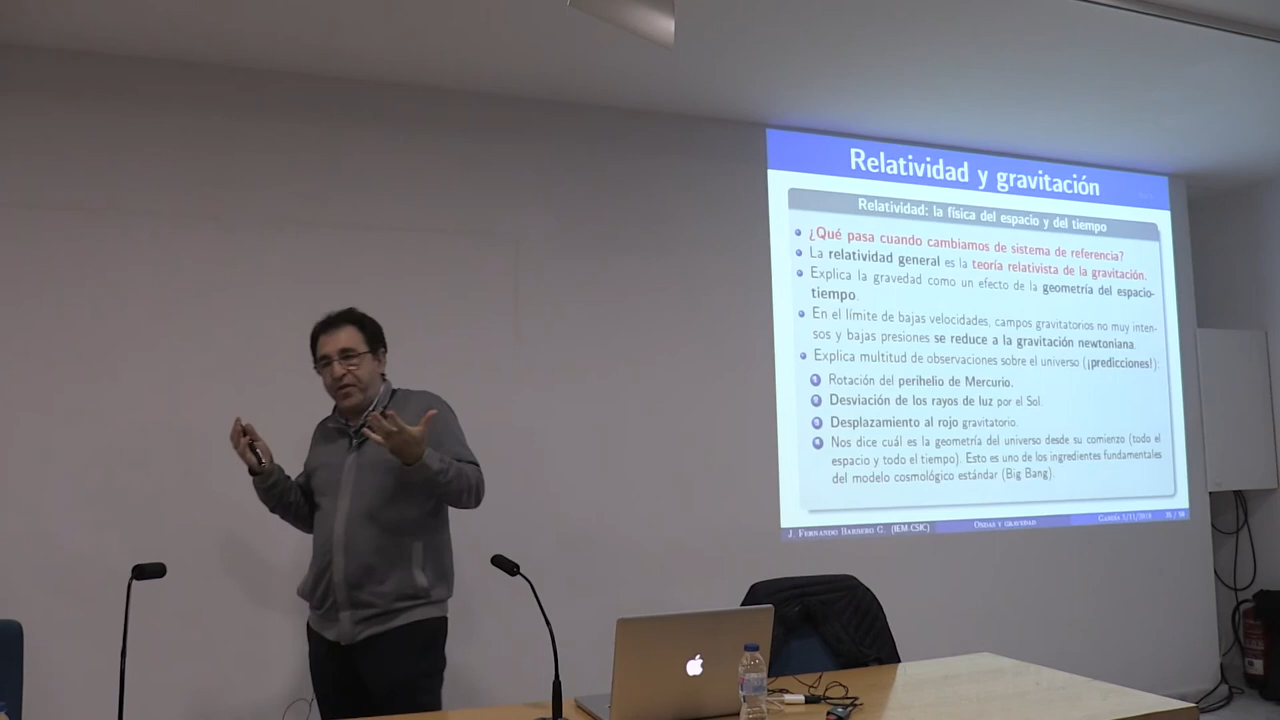 Relatividad y gravitación
Relatividad: la física del espacio y del tiempo
¿Qué pasa cuando cambiamos de sistema de referencia?
La relatividad general es la teoría relativista de la gravitación.
Explica la gravedad como un efecto de la geometría del espacio-
tiempo.
En el límite de bajas velocidades, campos gravitatorios no muy inten-
sos y bajas presiones se reduce a la gravitación newtoniana.
Explica multitud de observaciones sobre el universo (¡predicciones!):
1 Rotación del perihelio de Mercurio.
2 Desviación de los rayos de luz por el Sol.
3 Desplazamiento al rojo gravitatorio.
4 Nos dice cuál es la geometría del universo desde su comienzo (todo el
espacio y todo el tiempo). Esto es uno de los ingredientes fundamentales
del modelo cosmológico estándar (Big Bang).
J. Fernando Barbero G. (IEM-CSIC) Ondas y gravedad